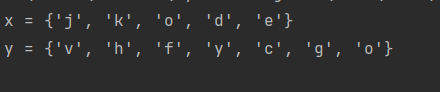 x = {'j', 'k', 'o', 'd', 'e'}
y = {'v', 'h', 'f', 'y', 'c', 'g', 'o'}